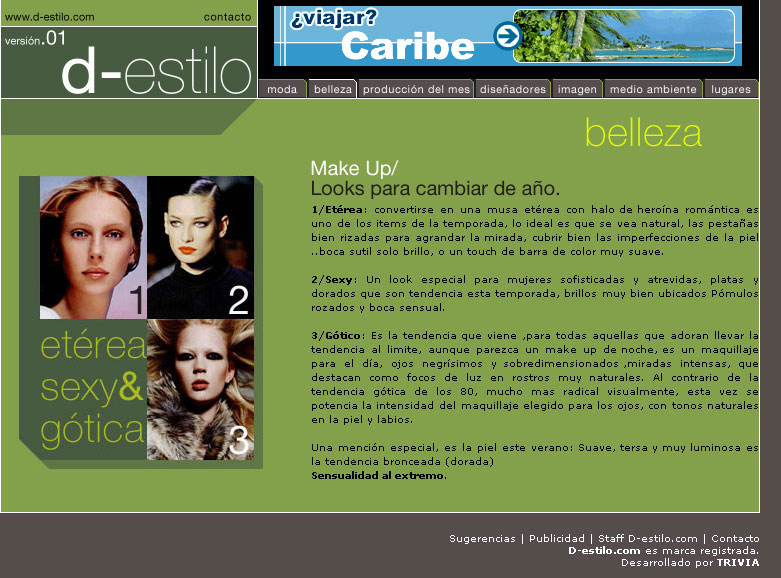 www.d-estilo.com
contacto
¿viajar?
Caribe
versión.01
d-estilo
moda
belleza
producción del mes
diseñadores
imagen
medio ambiente
lugares
belleza
Make Up/
Looks para cambiar de año.
1/Etérea: convertirse en una musa etérea con halo de heroína romántica es
uno de los items de la temporada, lo ideal es que se vea natural, las pestañas
bien rizadas para agrandar la mirada, cubrir bien las imperfecciones de la piel
..boca sutil solo brillo, o un touch de barra de color muy suave.
2/Sexy: Un look especial para mujeres sofisticadas y atrevidas, platas y
dorados que son tendencia esta temporada, brillos muy bien ubicados Pómulos
rozados y boca sensual.
3/Gótico: Es la tendencia que viene ,para todas aquellas que adoran llevar la
tendencia al limite, aunque parezca un make up de noche, es un maquillaje
para el día, ojos negrísimos y sobredimensionados ,miradas intensas, que
destacan como focos de luz en rostros muy naturales. Al contrario de la
tendencia gótica de los 80, mucho mas radical visualmente, esta vez se
potencia la intensidad del maquillaje elegido para los ojos, con tonos naturales
en la piel y labios.
Una mención especial, es la piel este verano: Suave, tersa y muy luminosa es
la tendencia bronceada (dorada)
Sensualidad al extremo.
1
2
etérea
sexy&
gótica
3
Sugerencias | Publicidad | Staff D-estilo.com | Contacto
D-estilo.com es marca registrada.
Desarrollado por TRIVIA